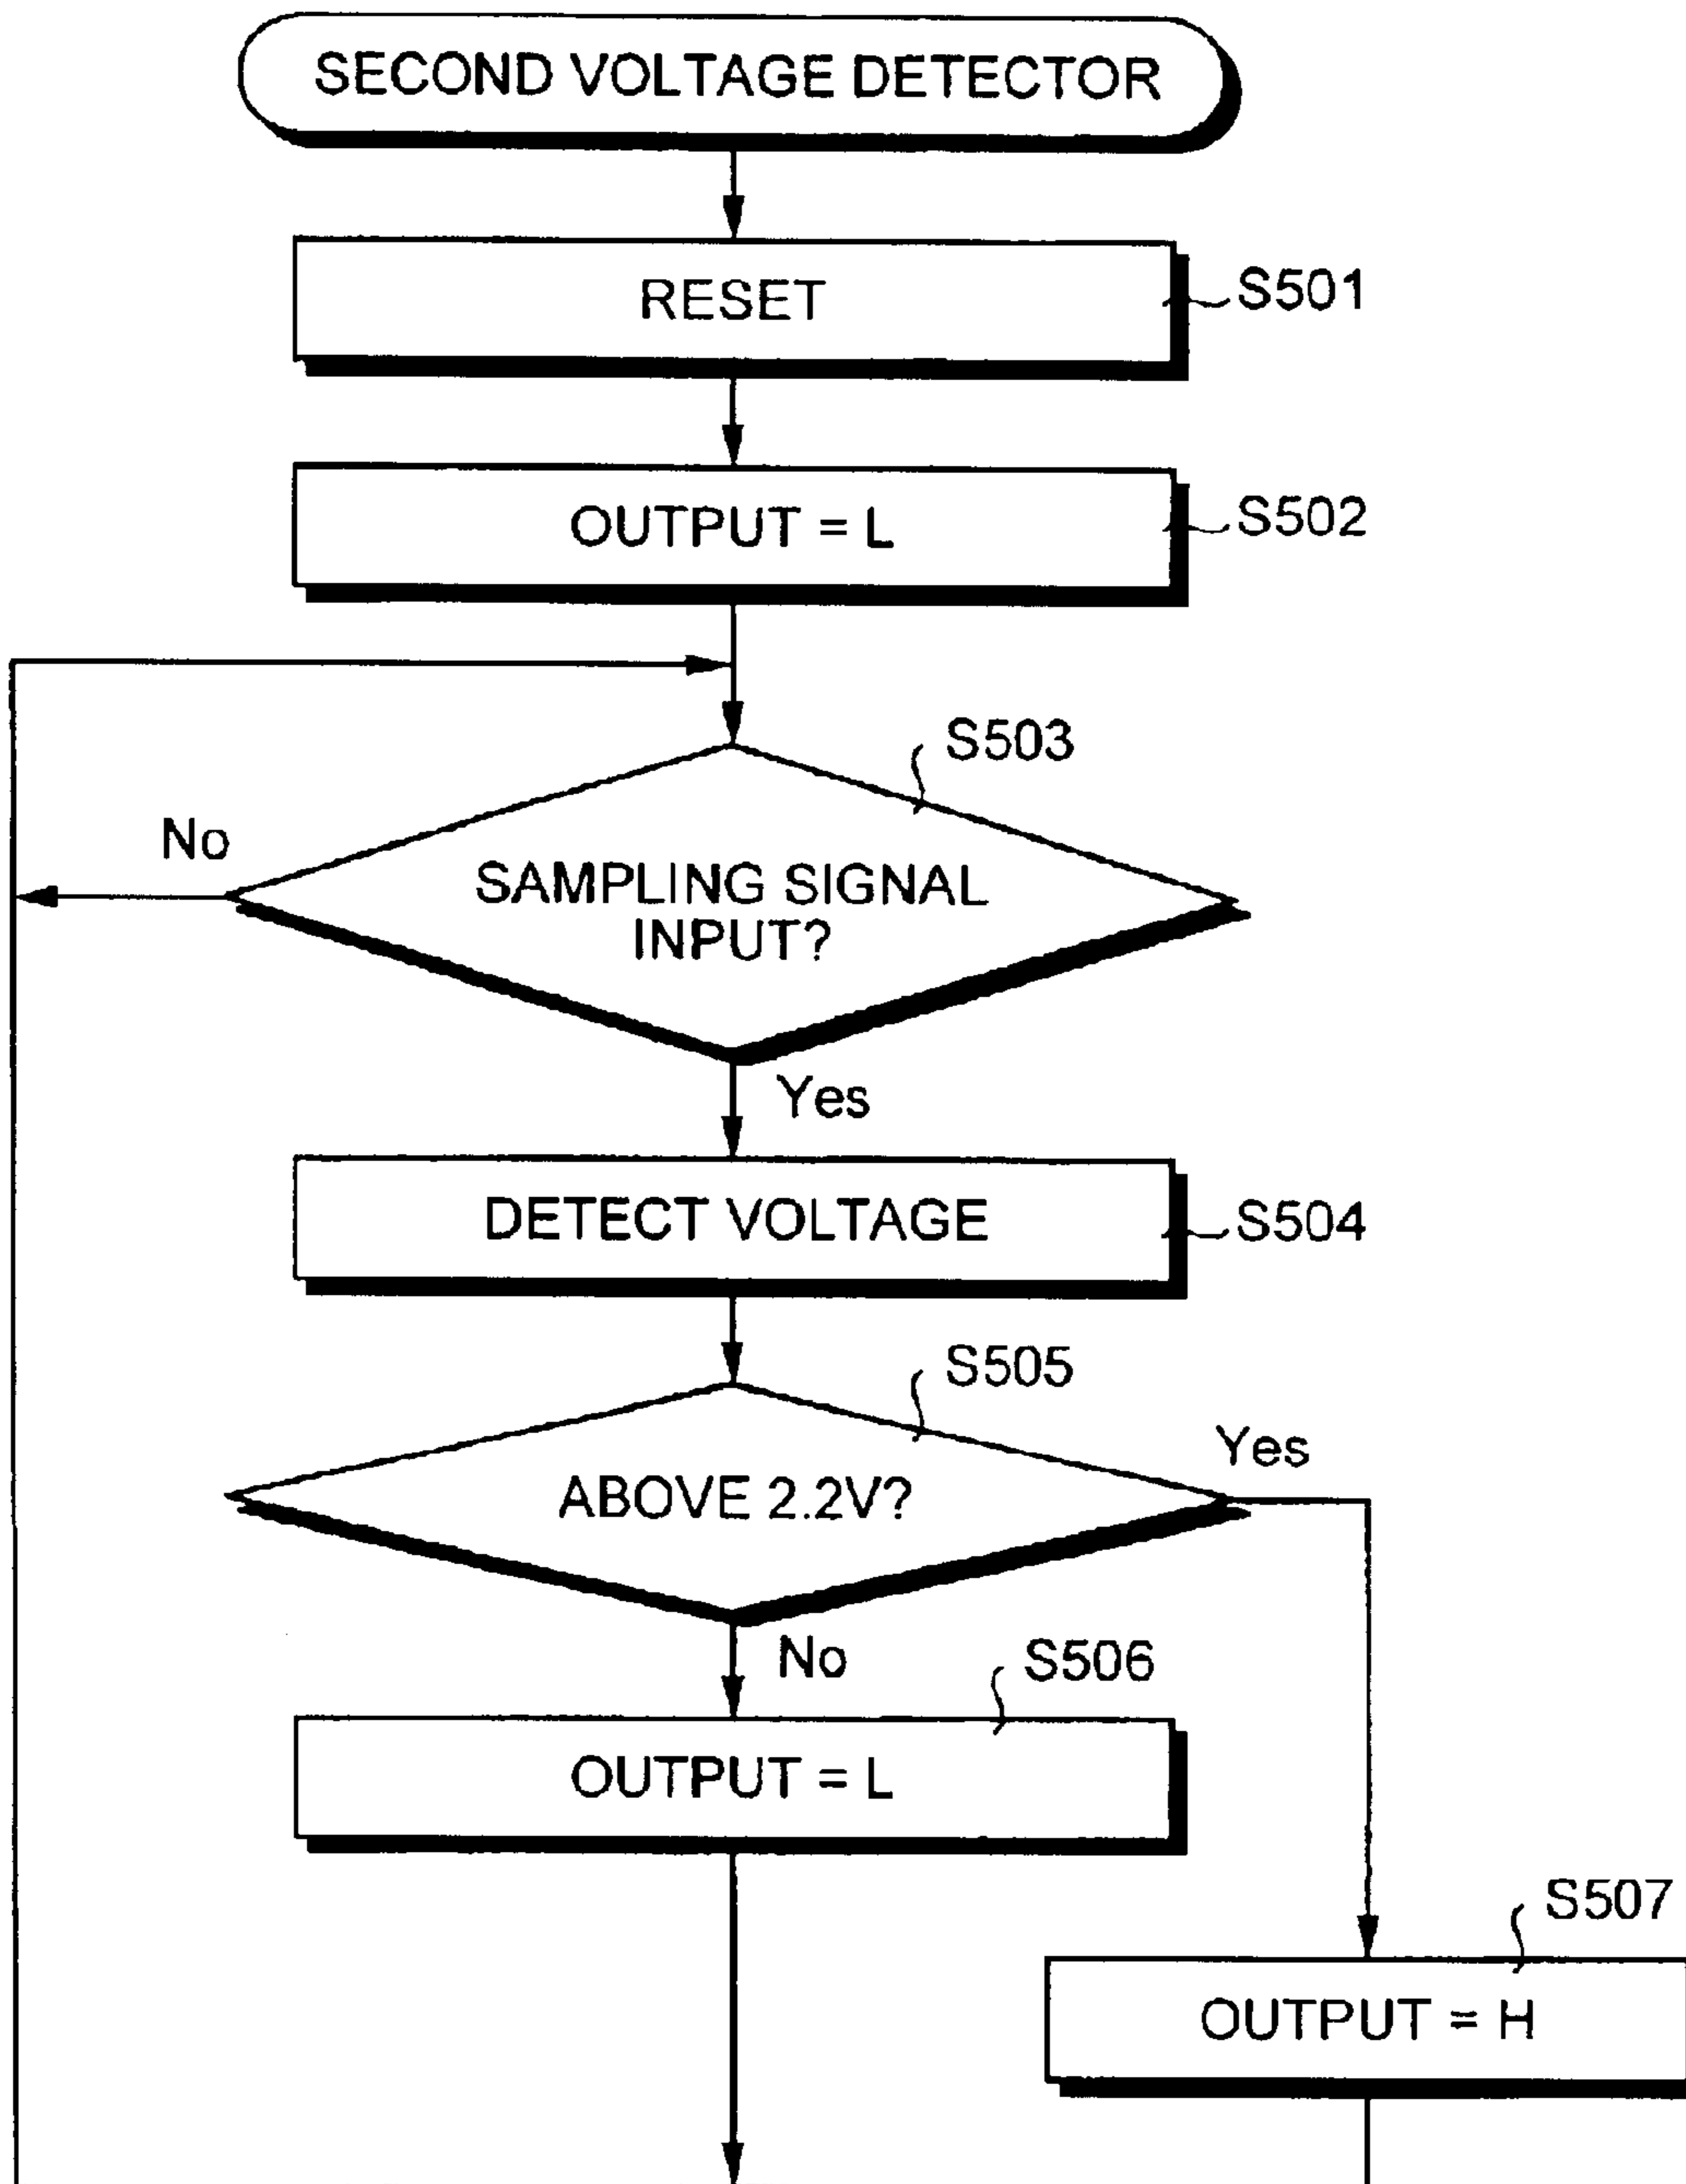 SECOND VOLTAGE DETECTOR
RESET
S501
OUTPUT = L
S502
S503
No
SAMPLING SIGNAL
INPUT?
Yes
DETECT VOLTAGE
S504
S505
Yes
ABOVE 2.2V?
No
S506
OUTPUT = L
S507
OUTPUT = H